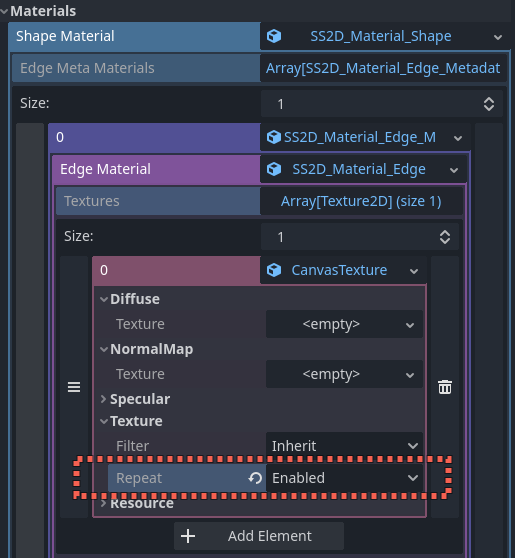 Materials
Shape Material SS2D_Material_Shape
Edge Meta Materials Array[SS2D_Material_Edge_Metadat
Size: 1
0 SS2D_Material_Edge_M
Edge Material SS2D_Material_Edge
Textures Array[Texture2D] (size 1)
Size: 1
0 CanvasTexture
Diffuse
Texture <empty>
NormalMap
Texture <empty>
Specular
Texture
Filter Inherit
Repeat Enabled
Resource
+ Add Element